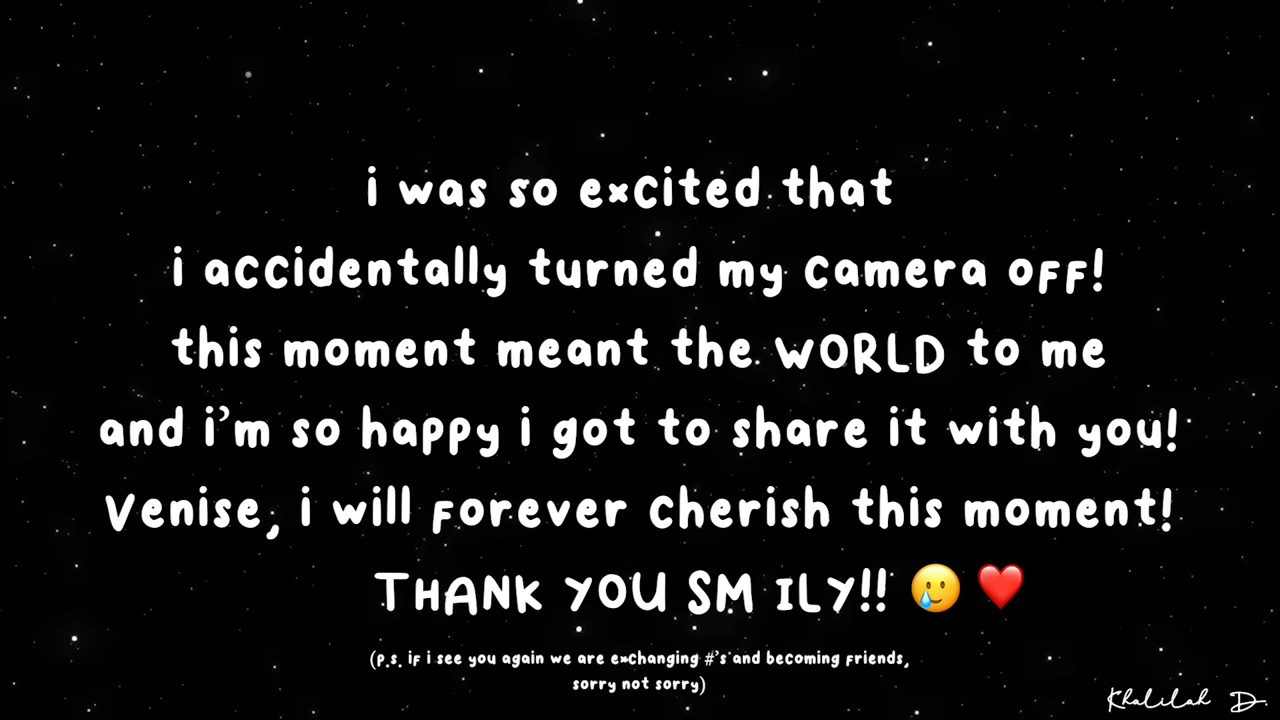 i was so excited that
i accidentally turned my camera off!
this moment meant the WORLD to me
and i'm so happy i got to share it with you!
Venise, i will forever cherish this moment!
THANK YOU SM ILY!! 🥲 ❤️
(p.s. if i see you again we are exchanging #'s and becoming friends,
sorry not sorry)
Khalilah D.